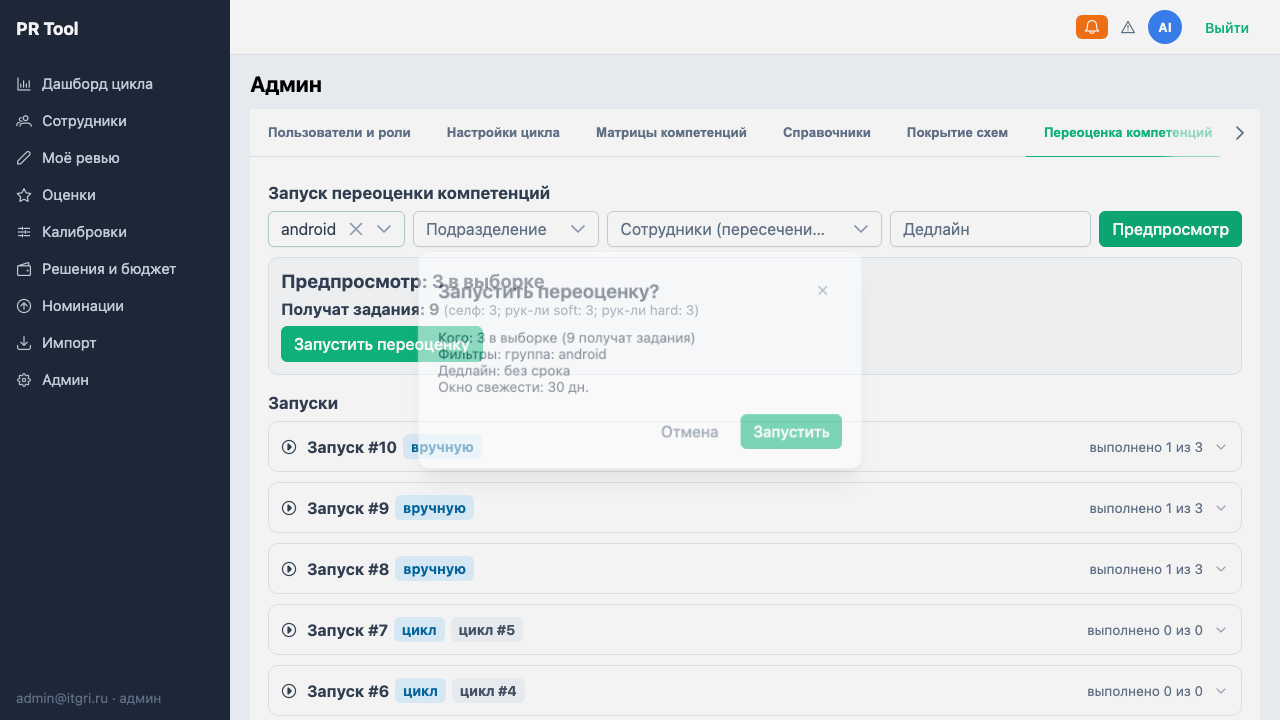 PR Tool
AI
Выйти
Дашборд цикла
Сотрудники
Моё ревью
Оценки
Калибровки
Решения и бюджет
Номинации
Импорт
Админ
admin@itgri.ru · админ
Админ
Пользователи и роли
Настройки цикла
Матрицы компетенций
Справочники
Покрытие схем
Переоценка компетенций
Запуск переоценки компетенций
android
Подразделение
Сотрудники (пересечени...
Дедлайн
Предпросмотр
Предпросмотр: 3 в выборке
Получат задания: 9 (селф: 3; рук-ли soft: 3; рук-ли hard: 3)
Запустить переоценку
Запустить переоценку?
Кого: 3 в выборке (9 получат задания)
Фильтры: группа: android
Дедлайн: без срока
Окно свежести: 30 дн.
Отмена
Запустить
Запуски
Запуск #10 вручную выполнено 1 из 3
Запуск #9 вручную выполнено 1 из 3
Запуск #8 вручную выполнено 1 из 3
Запуск #7 цикл цикл #5 выполнено 0 из 0
Запуск #6 цикл цикл #4 выполнено 0 из 0